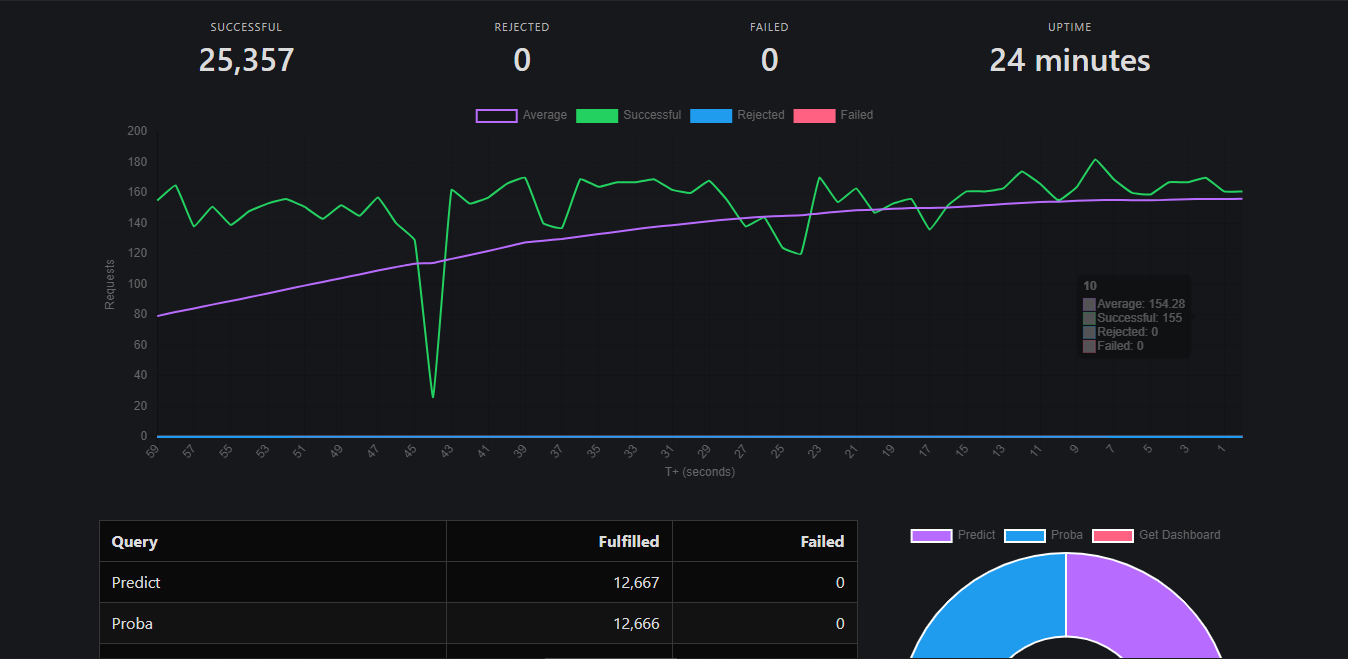 SUCCESSFUL REJECTED FAILED UPTIME
25,357 0 0 24 minutes
Average Successful Rejected Failed
200
180
160
140
120
100
80
60
40
20
0
Requests
10
Average: 154.28
Successful: 155
Rejected: 0
Failed: 0
59 57 55 53 51 49 47 45 43 41 39 37 35 33 31 29 27 25 23 21 19 17 15 13 11 9 7 5 3 1
T+ (seconds)
Query Fulfilled Failed
Predict 12,667 0
Proba 12,666 0
Predict Proba Get Dashboard